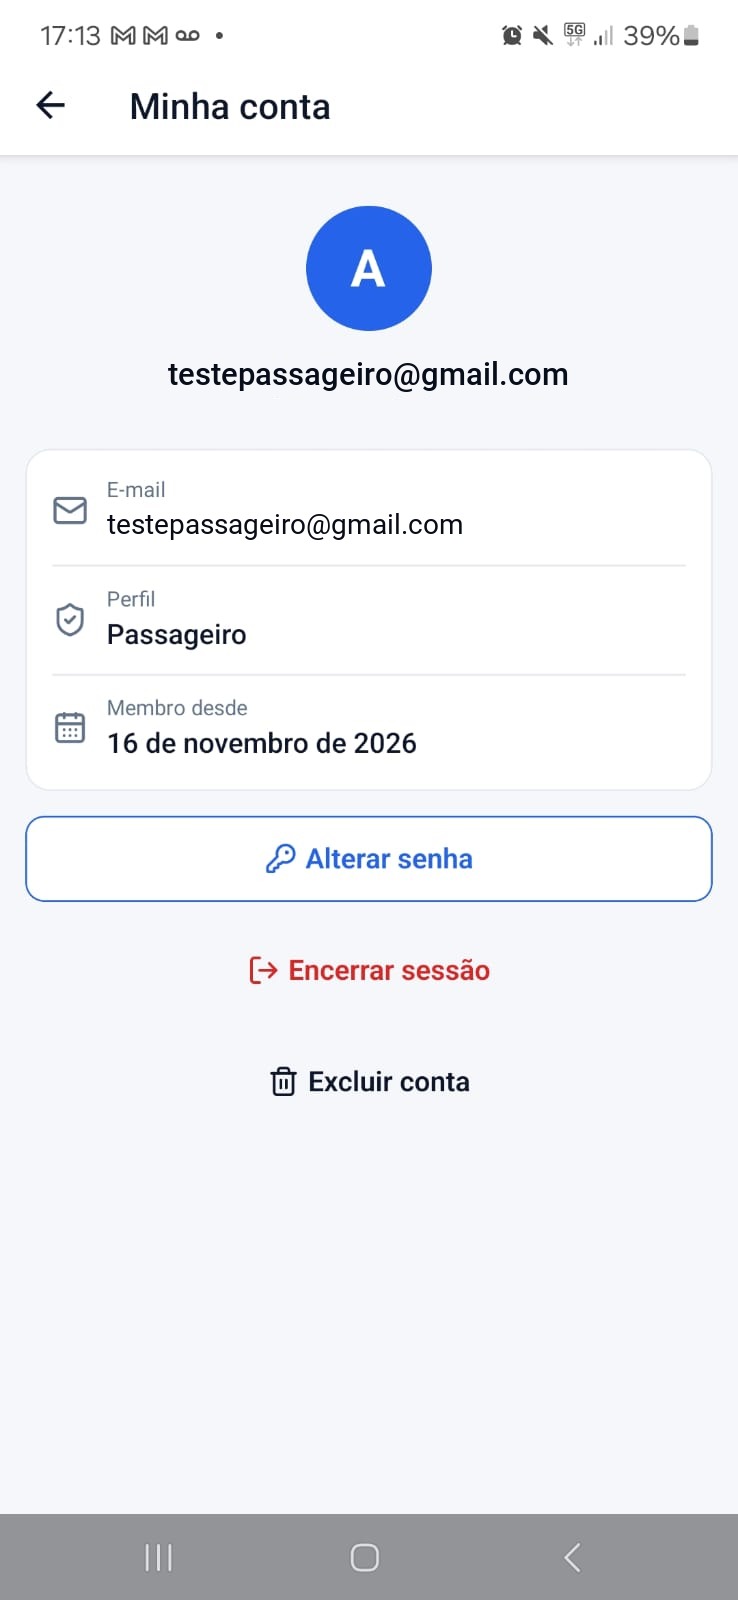 17:13
5G
39%
Minha conta
A
testepassageiro@gmail.com
E-mail
testepassageiro@gmail.com
Perfil
Passageiro
Membro desde
16 de novembro de 2026
Alterar senha
Encerrar sessão
Excluir conta